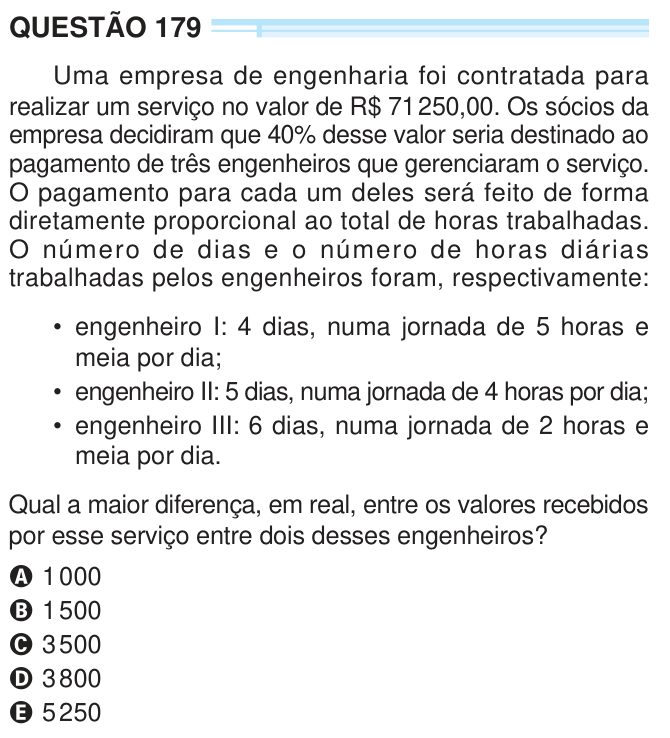 QUESTÃO 179
Uma empresa de engenharia foi contratada para
realizar um serviço no valor de R$ 71 250,00. Os sócios da
empresa decidiram que 40% desse valor seria destinado ao
pagamento de três engenheiros que gerenciaram o serviço.
O pagamento para cada um deles será feito de forma
diretamente proporcional ao total de horas trabalhadas.
O número de dias e o número de horas diárias
trabalhadas pelos engenheiros foram, respectivamente:
• engenheiro I: 4 dias, numa jornada de 5 horas e
meia por dia;
• engenheiro II: 5 dias, numa jornada de 4 horas por dia;
• engenheiro III: 6 dias, numa jornada de 2 horas e
meia por dia.
Qual a maior diferença, em real, entre os valores recebidos
por esse serviço entre dois desses engenheiros?
A 1 000
B 1 500
C 3 500
D 3 800
E 5 250